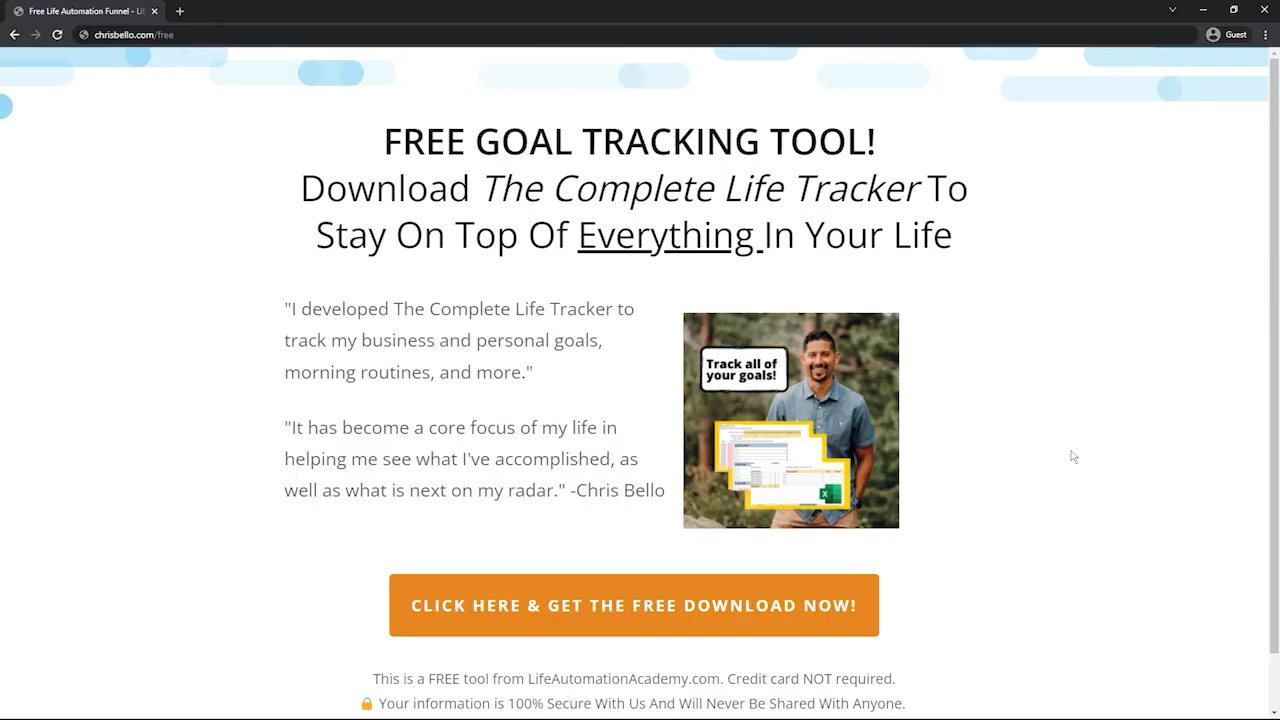 Free Life Automation Funnel - Li
chrisbello.com/free
Guest
FREE GOAL TRACKING TOOL!
Download The Complete Life Tracker To
Stay On Top Of Everything In Your Life
"I developed The Complete Life Tracker to
track my business and personal goals,
morning routines, and more."
"It has become a core focus of my life in
helping me see what I've accomplished, as
well as what is next on my radar." -Chris Bello
Track all of
your goals!
X
CLICK HERE & GET THE FREE DOWNLOAD NOW!
This is a FREE tool from LifeAutomationAcademy.com. Credit card NOT required.
Your information is 100% Secure With Us And Will Never Be Shared With Anyone.